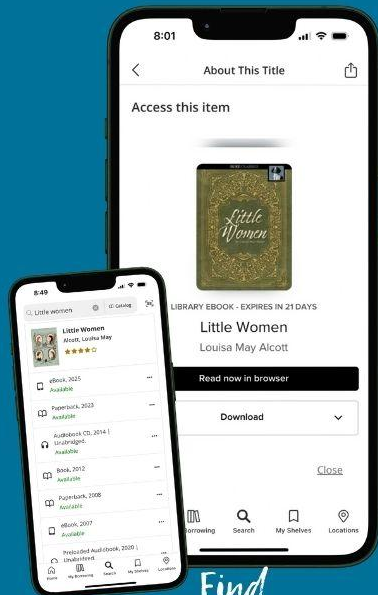 8:01
About This Title
Access this item
Little
Women
LIBRARY EBOOK - EXPIRES IN 21 DAYS
Little Women
Louisa May Alcott
Read now in browser
Download
Close
Borrowing
Search
My Shelves
Locations
8:49
Little women
Catalog
Little Women
Alcott, Louisa May
eBook, 2025
Available
Paperback, 2023
Available
Audiobook CD, 2014 |
Unabridged.
Available
Book, 2012
Available
Paperback, 2008
Available
eBook, 2007
Available
Preloaded Audiobook, 2020 |
Unabridged.
Home
My Borrowing
Search
My Shelves
Locations
Find